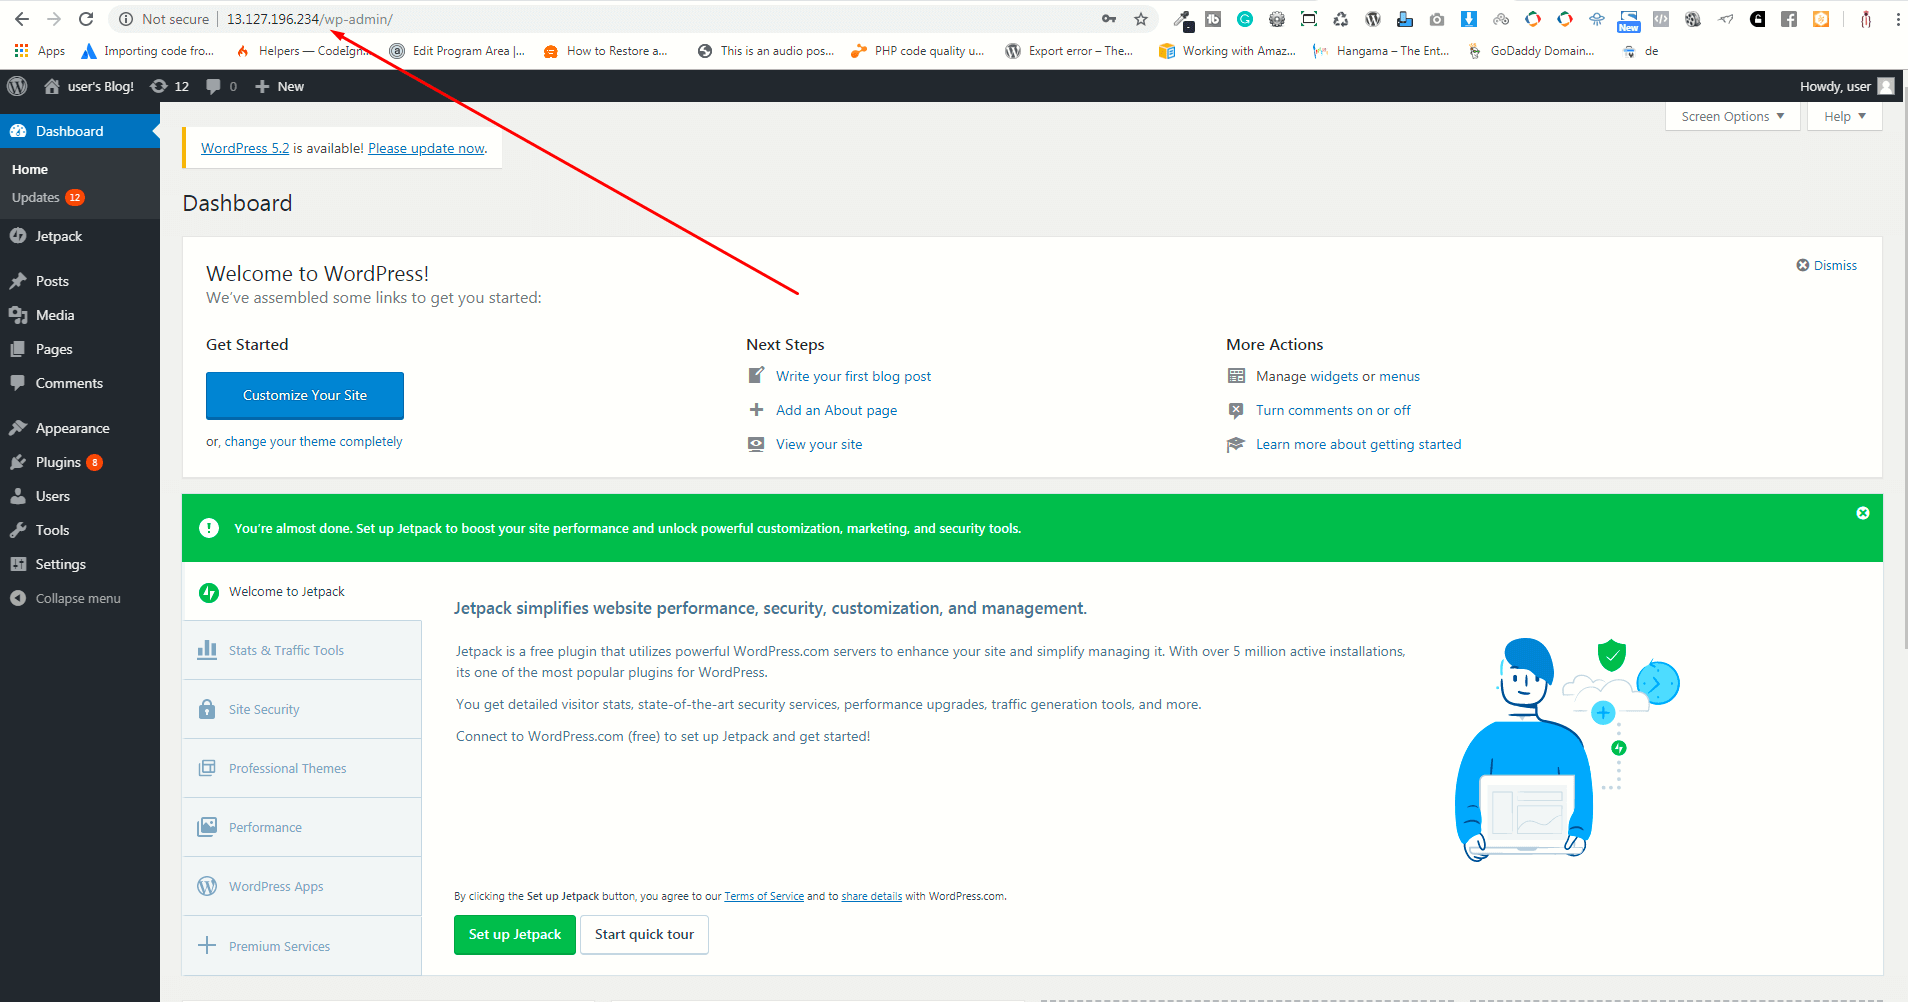 Not secure | 13.127.196.234/wp-admin/
New
Apps Importing code fro... Helpers — CodeIgn... Edit Program Area |... How to Restore a... This is an audio pos... PHP code quality u... Export error – The... Working with Amaz... Hangama – The Ent... GoDaddy Domain... de
user's Blog! 12 0 New Howdy, user
Screen Options Help
Dashboard
Home
Updates 12
Jetpack
Posts
Media
Pages
Comments
Appearance
Plugins 8
Users
Tools
Settings
Collapse menu
WordPress 5.2 is available! Please update now.
Dashboard
Welcome to WordPress!
We've assembled some links to get you started:
Dismiss
Get Started
Customize Your Site
or, change your theme completely
Next Steps
Write your first blog post
Add an About page
View your site
More Actions
Manage widgets or menus
Turn comments on or off
Learn more about getting started
You're almost done. Set up Jetpack to boost your site performance and unlock powerful customization, marketing, and security tools.
Welcome to Jetpack
Stats & Traffic Tools
Site Security
Professional Themes
Performance
WordPress Apps
Premium Services
Jetpack simplifies website performance, security, customization, and management.
Jetpack is a free plugin that utilizes powerful WordPress.com servers to enhance your site and simplify managing it. With over 5 million active installations,
its one of the most popular plugins for WordPress.
You get detailed visitor stats, state-of-the-art security services, performance upgrades, traffic generation tools, and more.
Connect to WordPress.com (free) to set up Jetpack and get started!
By clicking the Set up Jetpack button, you agree to our Terms of Service and to share details with WordPress.com.
Set up Jetpack Start quick tour